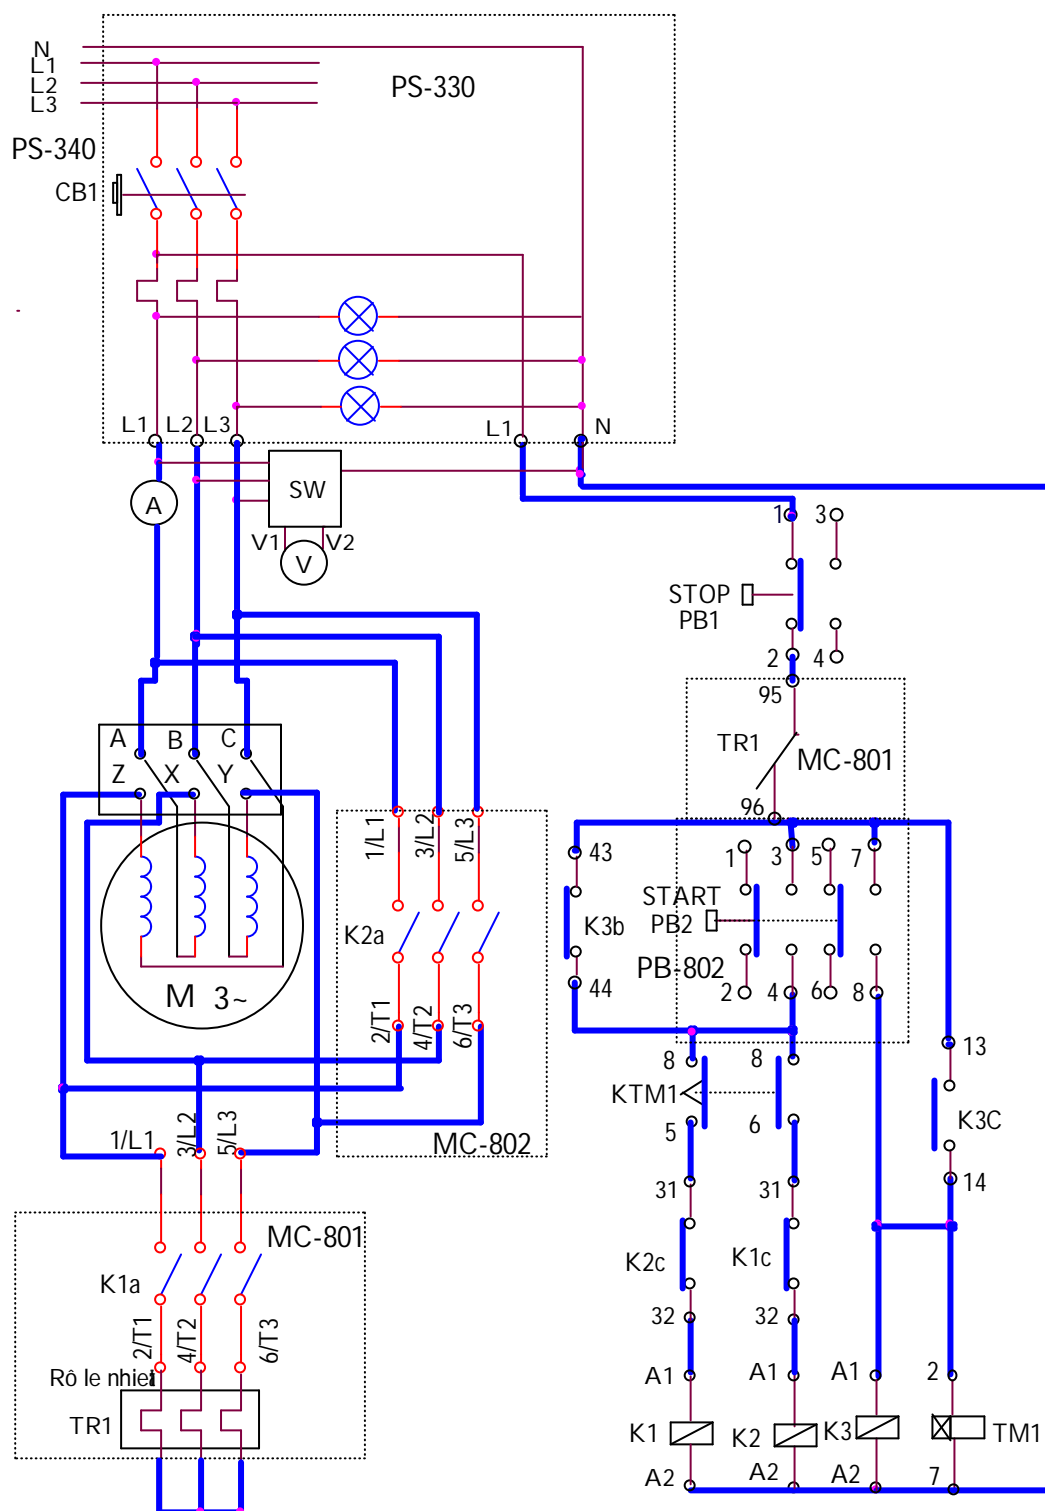 N
L1
L2
L3
PS-330
PS-340
CB1
L1 L2 L3
L1 N
SW
A
V1 V2
V
1 3
STOP
PB1
2 4
95
TR1
MC-801
96
A B C
Z X Y
M 3~
1/L1 3/L2 5/L3
K2a
2/T1 4/T2 6/T3
MC-802
43
K3b
44
1 3 5 7
START
PB2
PB-802
2 4 6 8
8 8
KTM1
5 6
13
K3C
14
31 31
K2c K1c
32 32
1/L1 3/L2 5/L3
MC-801
K1a
2/T1 4/T2 6/T3
Rô le nhiet
TR1
A1 A1 A1 2
K1 K2 K3 TM1
A2 A2 A2 7